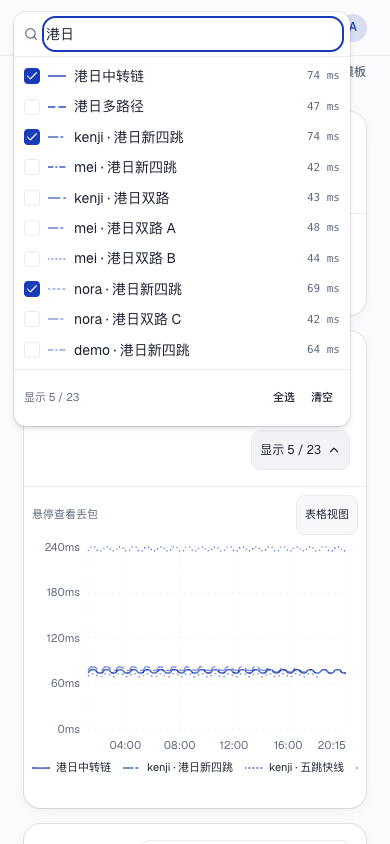 港日
A
模板
港日中转链 74 ms
港日多路径 47 ms
kenji · 港日新四跳 74 ms
mei · 港日新四跳 42 ms
kenji · 港日双路 43 ms
mei · 港日双路 A 48 ms
mei · 港日双路 B 44 ms
nora · 港日新四跳 69 ms
nora · 港日双路 C 42 ms
demo · 港日新四跳 64 ms
显示 5 / 23 全选 清空
显示 5 / 23
悬停查看丢包 表格视图
240ms
180ms
120ms
60ms
0ms
04:00 08:00 12:00 16:00 20:15
港日中转链 kenji · 港日新四跳 kenji · 五跳快线